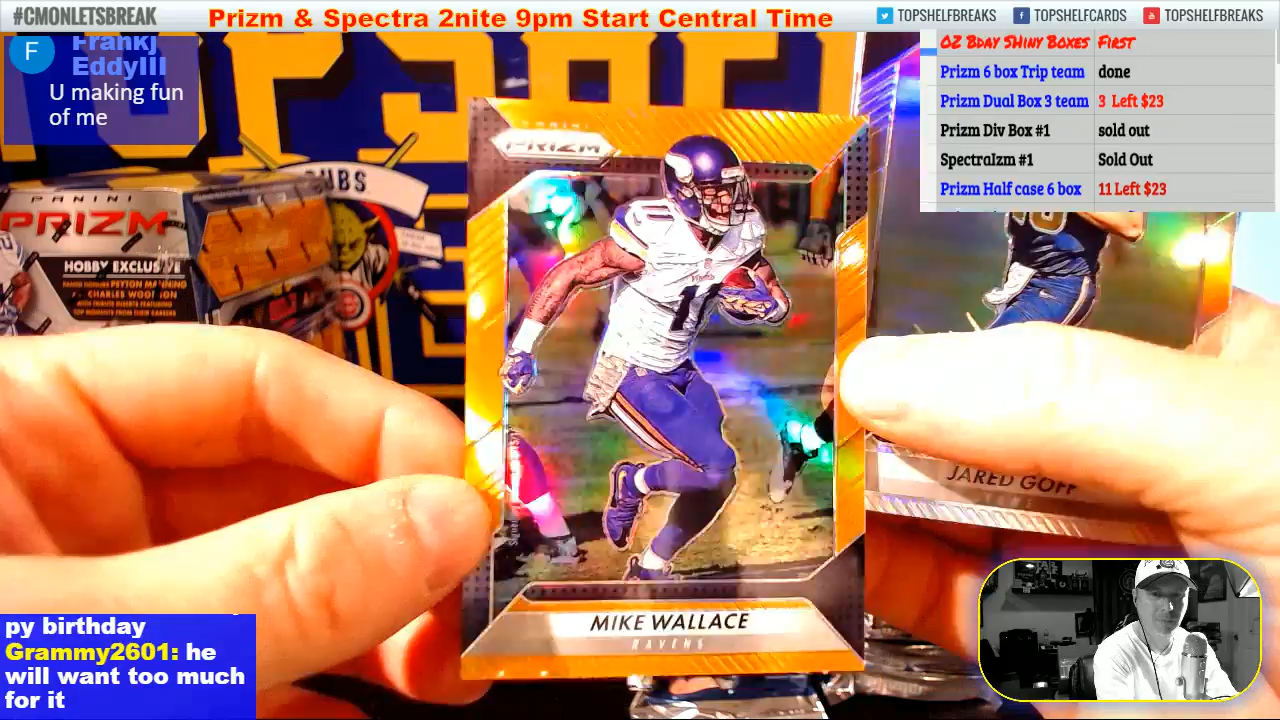 #CMONLETSBREAK
Prizm & Spectra 2nite 9pm Start Central Time
TOPSHELFBREAKS
TOPSHELFCARDS
TOPSHELFBREAKS
F
Frankj
EddyIII
U making fun
of me
OZ Bday SHiny Boxes First
Prizm 6 box Trip team done
Prizm Dual Box 3 team 3 Left $23
Prizm Div Box #1 sold out
SpectraIzm #1 Sold Out
Prizm Half case 6 box 11 Left $23
PANINI
PRIZM
HOBBY EXCLUSIVE
PANINI
PRIZM
10
MIKE WALLACE
RAVENS
JARED GOFF
py birthday
Grammy2601: he
will want too much
for it